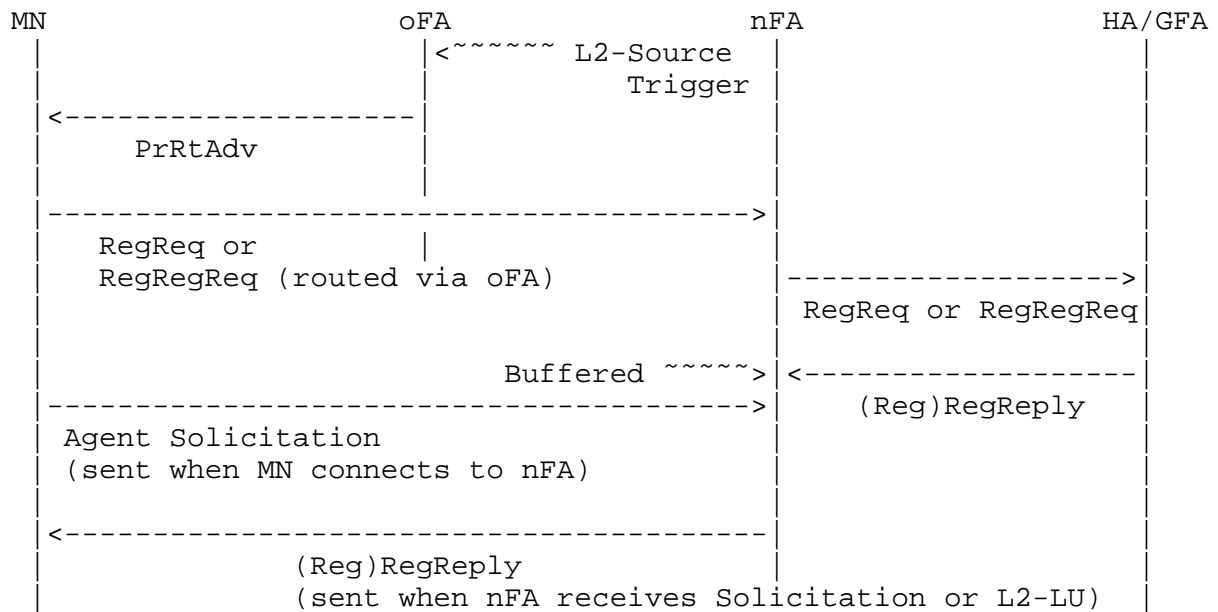 MN oFA nFA HA/GFA
|<~~~~~~ L2-Source
Trigger
<---------------------
PrRtAdv
------------------------------------------>
RegReq or
RegRegReq (routed via oFA)
-------------------->
RegReq or RegRegReq
Buffered ~~~~~> <--------------------
------------------------------------------> (Reg)RegReply
Agent Solicitation
(sent when MN connects to nFA)
<------------------------------------------
(Reg)RegReply
(sent when nFA receives Solicitation or L2-LU)